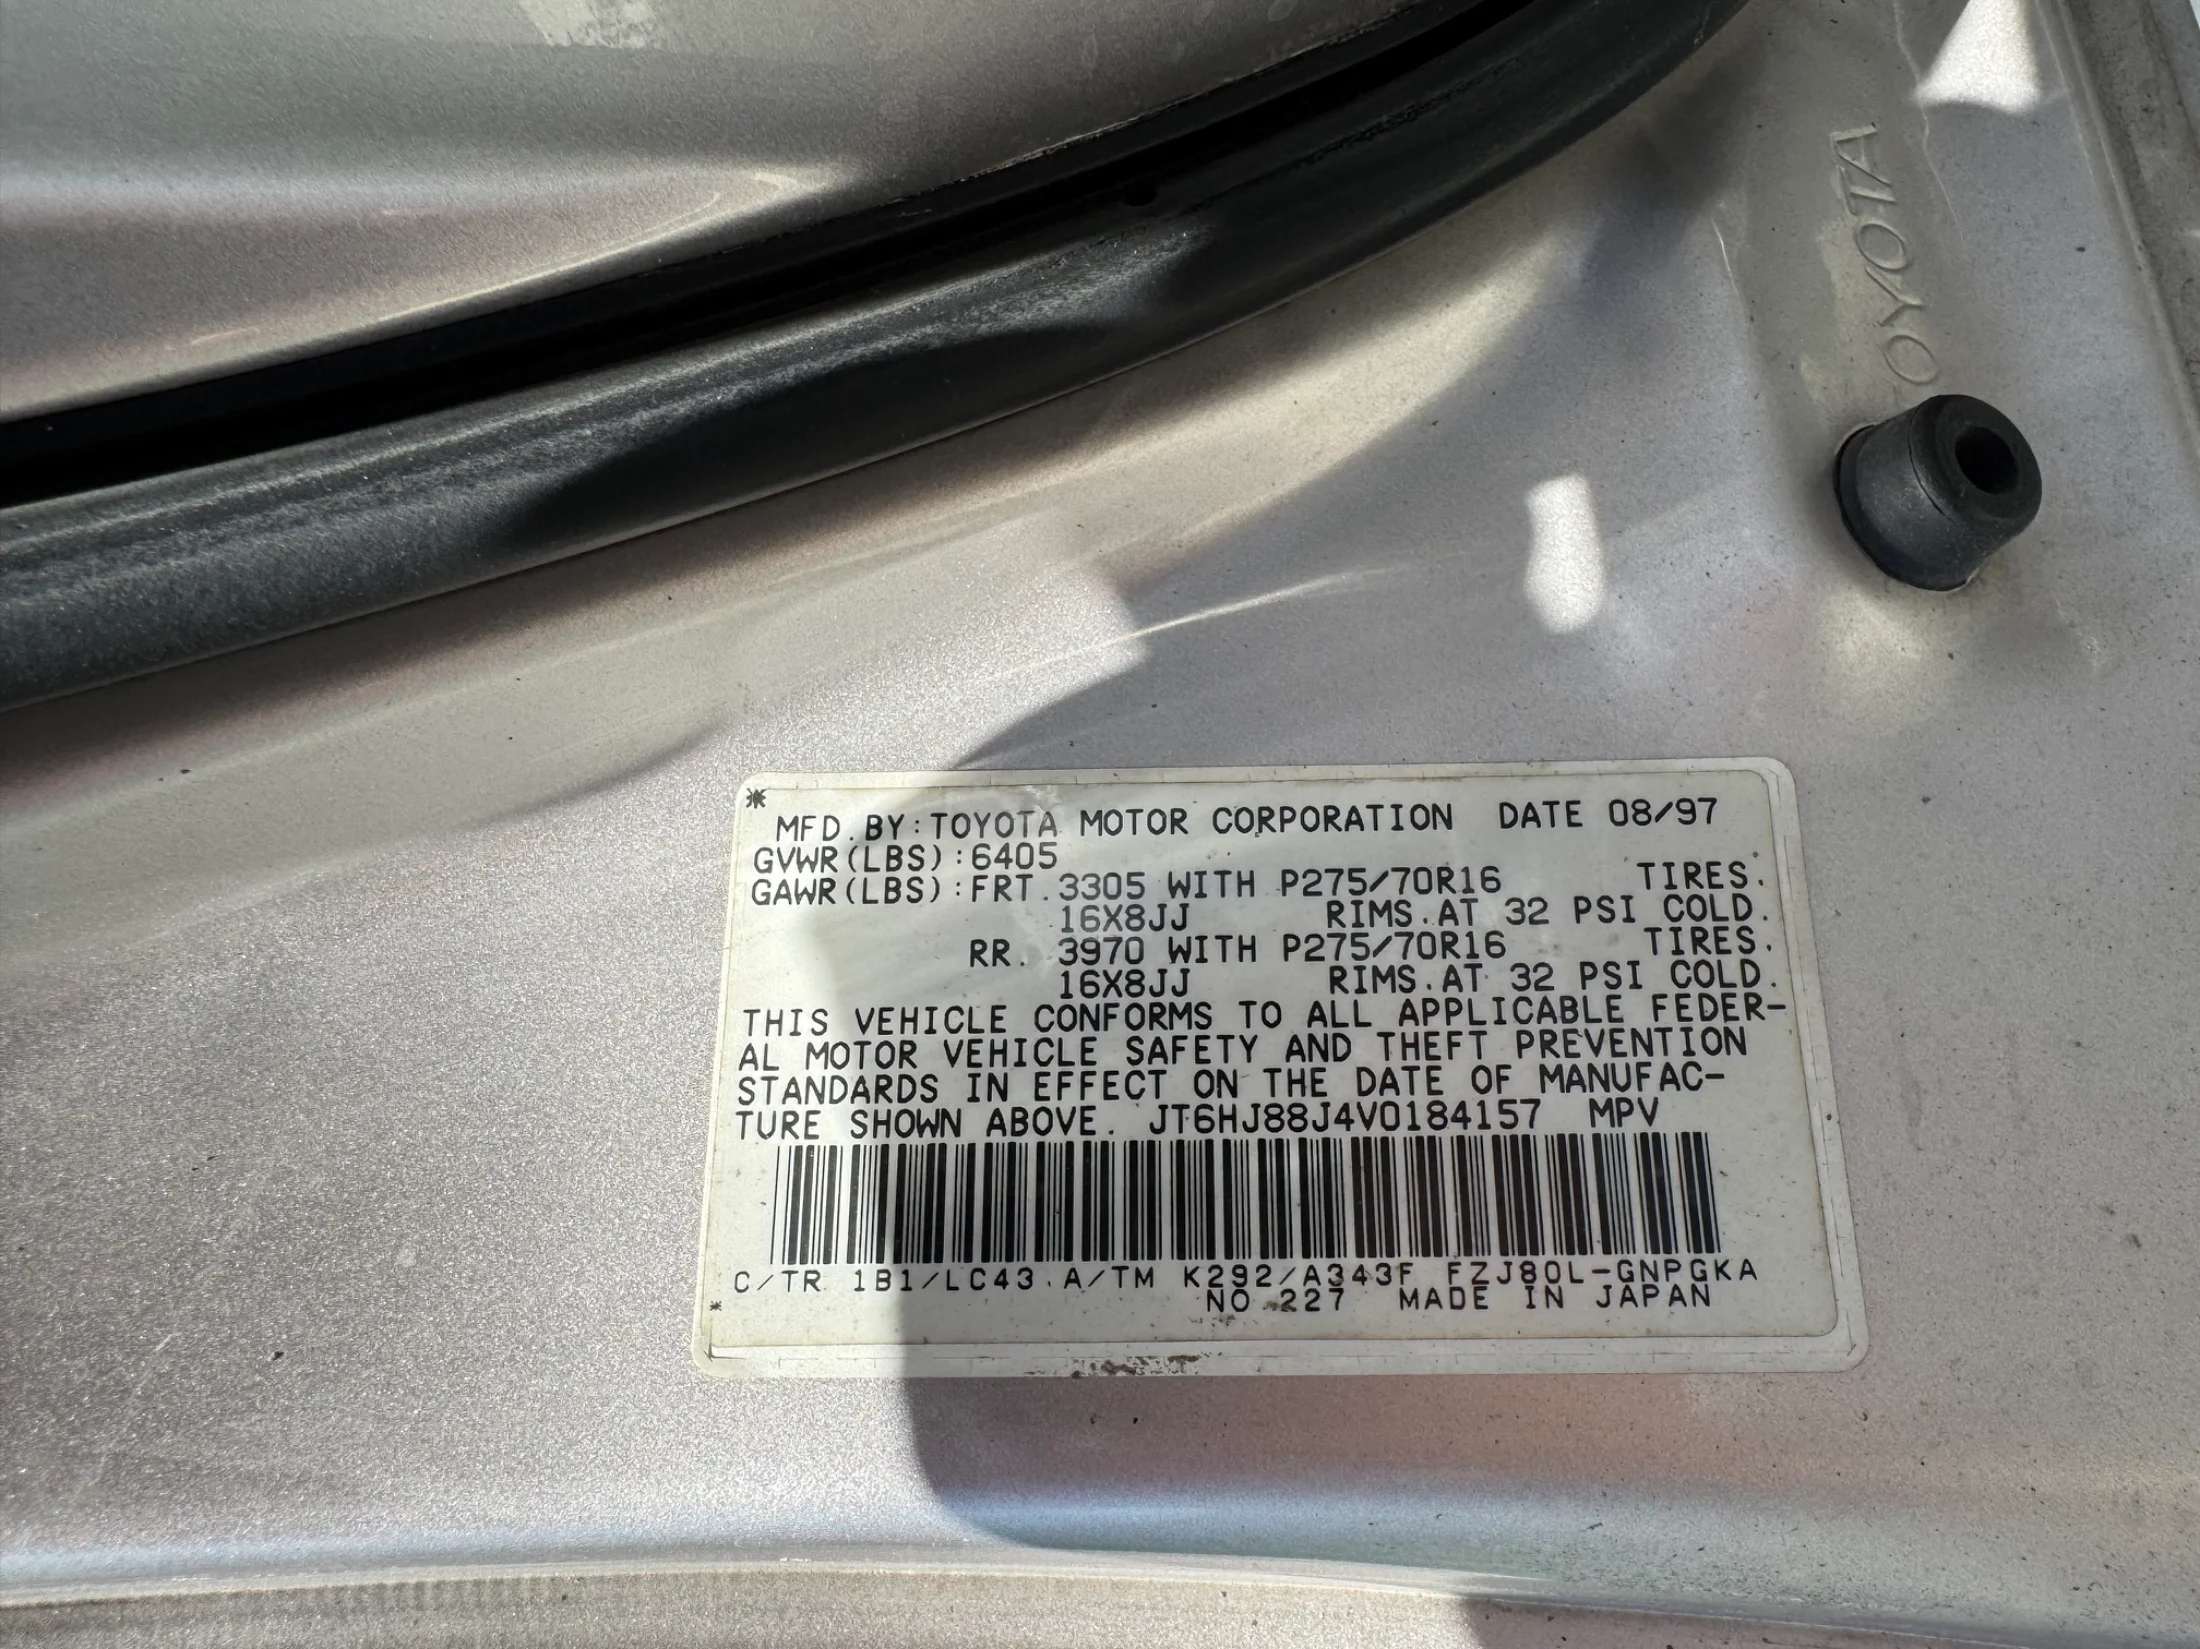 TOYOTA
MFD.BY:TOYOTA MOTOR CORPORATION DATE 08/97
GVWR(LBS):6405
GAWR(LBS):FRT.3305 WITH P275/70R16 TIRES.
16X8JJ RIMS.AT 32 PSI COLD.
RR. 3970 WITH P275/70R16 TIRES.
16X8JJ RIMS.AT 32 PSI COLD.
THIS VEHICLE CONFORMS TO ALL APPLICABLE FEDER-
AL MOTOR VEHICLE SAFETY AND THEFT PREVENTION
STANDARDS IN EFFECT ON THE DATE OF MANUFAC-
TURE SHOWN ABOVE. JT6HJ88J4V0184157 MPV
C/TR 1B1/LC43 A/TM K292/A343F FZJ80L-GNPGKA
NO.227 MADE IN JAPAN